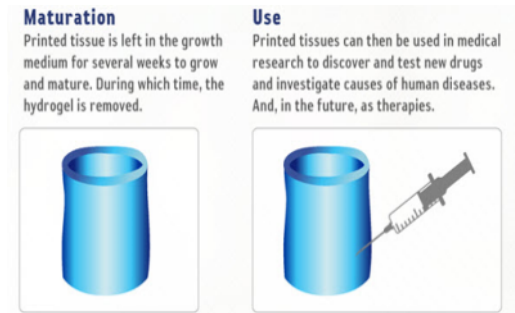 Maturation
Printed tissue is left in the growth
medium for several weeks to grow
and mature. During which time, the
hydrogel is removed.
Use
Printed tissues can then be used in medical
research to discover and test new drugs
and investigate causes of human diseases.
And, in the future, as therapies.